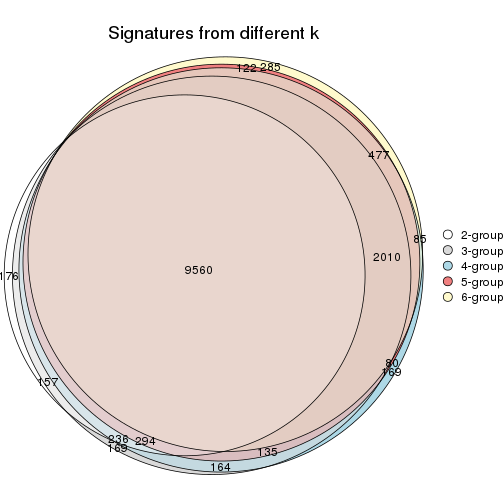 Signatures from different k
122
285
477
85
2010
9560
176
80
169
157
236
294
169
135
164
2-group
3-group
4-group
5-group
6-group